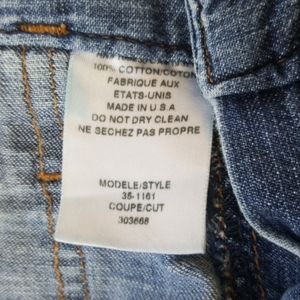 100% COTTON/COTON
FABRIQUE AUX
ETATS-UNIS
MADE IN U S A
DO NOT DRY CLEAN
NE SECHEZ PAS PROPRE
MODELE/STYLE
35-1161
COUPE/CUT
303668